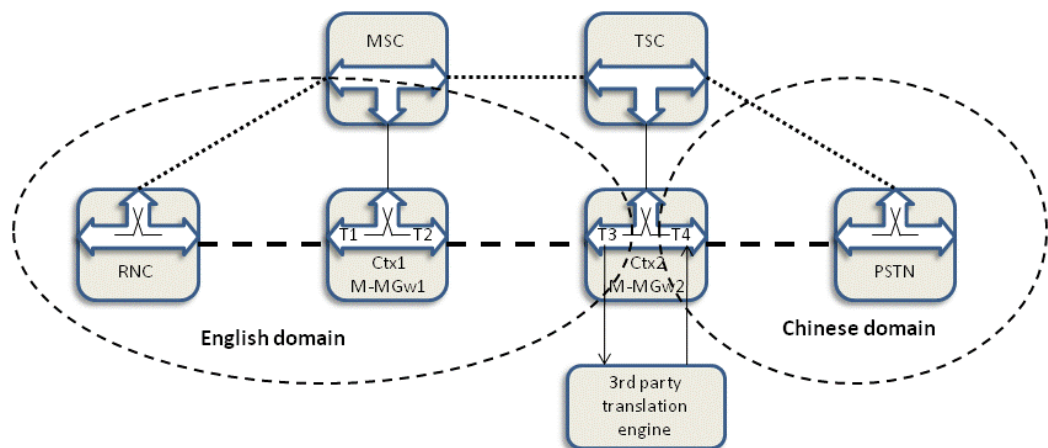 MSC
TSC
T1
T2
T3
T4
RNC
Ctx1
M-MGw1
Ctx2
M-MGw2
PSTN
English domain
Chinese domain
3rd party
translation
engine